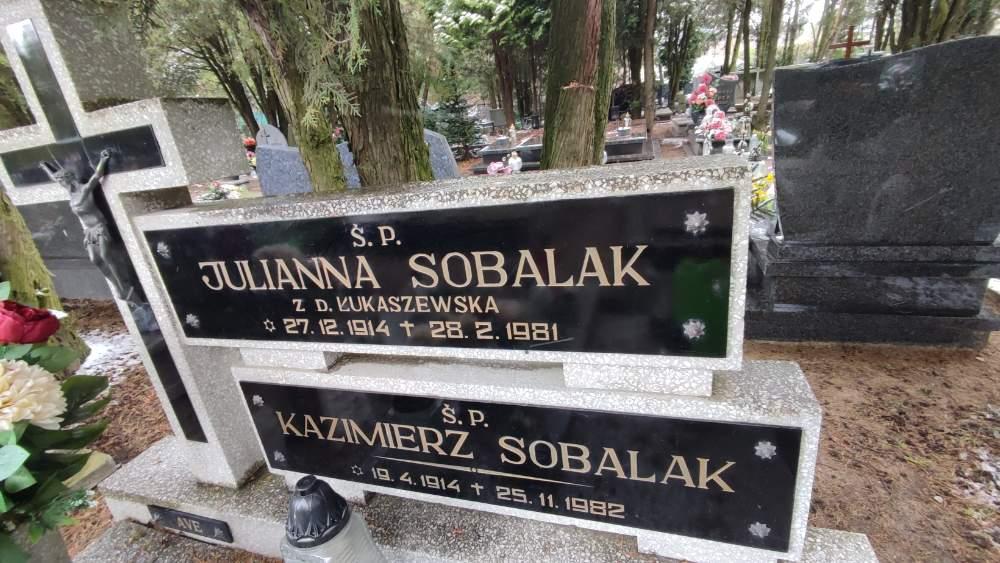 Ś. P.
JULIANNA SOBALAK
Z D. ŁUKASZEWSKA
✡ 27. 12. 1914 ✝ 28. 2. 1981
Ś. P.
KAZIMIERZ SOBALAK
✡ 19. 4. 1914 ✝ 25. 11. 1982
AVE